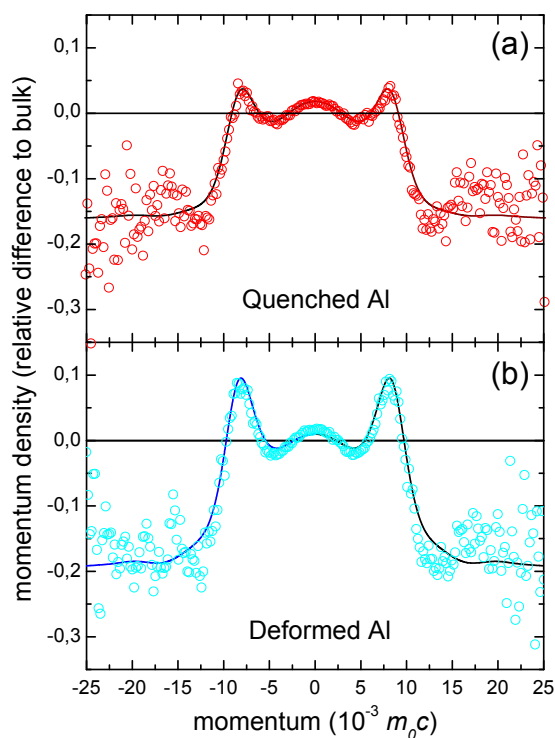 (a)
0,1
0,0
-0,1
-0,2
-0,3
Quenched Al
(b)
0,1
0,0
-0,1
-0,2
-0,3
Deformed Al
-25 -20 -15 -10 -5 0 5 10 15 20 25
momentum (10⁻³ m₀c)
momentum density (relative difference to bulk)